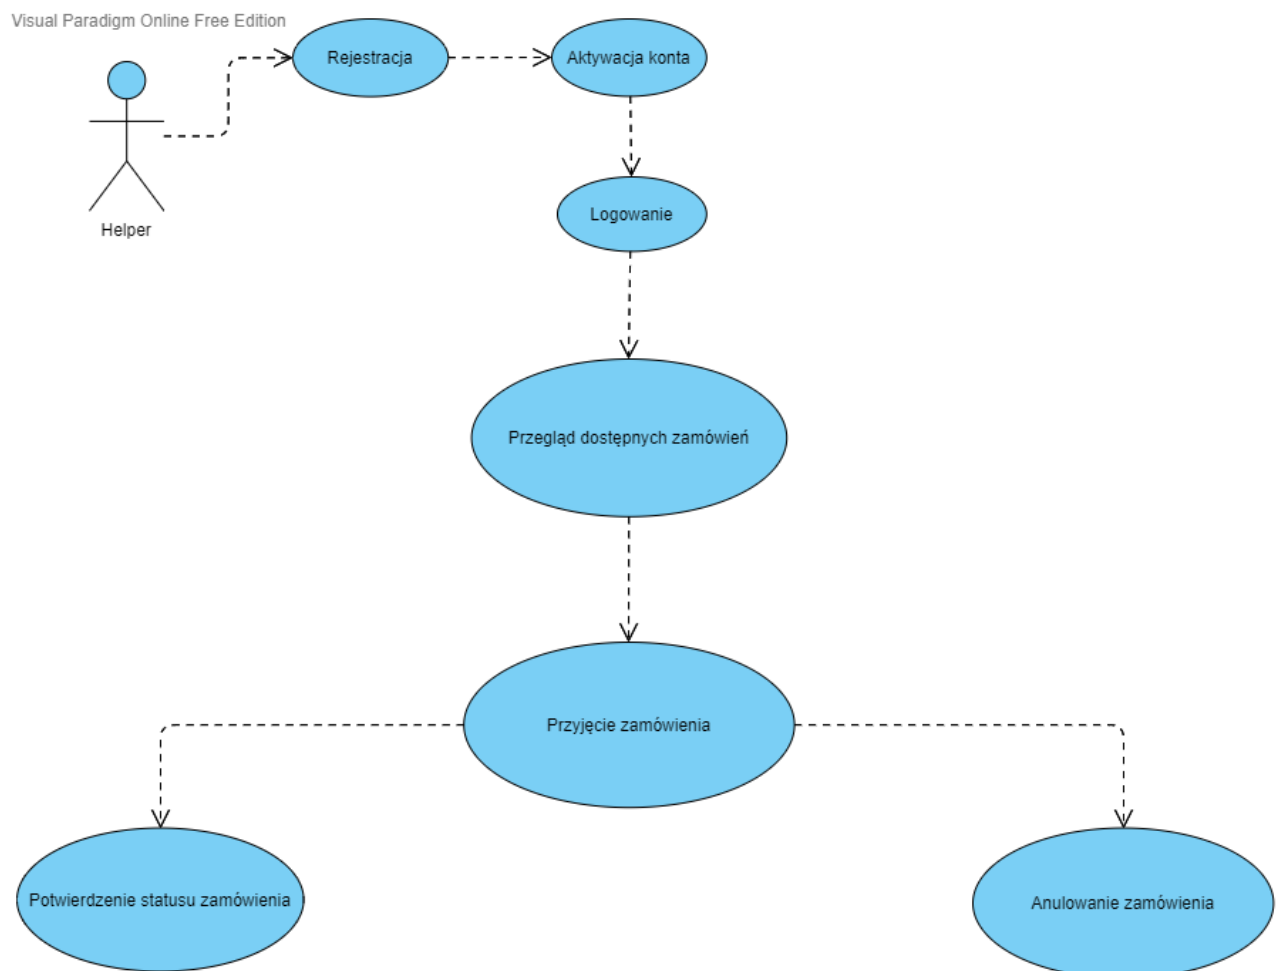 Visual Paradigm Online Free Edition
Rejestracja
Aktywacja konta
Helper
Logowanie
Przegląd dostępnych zamówień
Przyjęcie zamówienia
Potwierdzenie statusu zamówienia
Anulowanie zamówienia